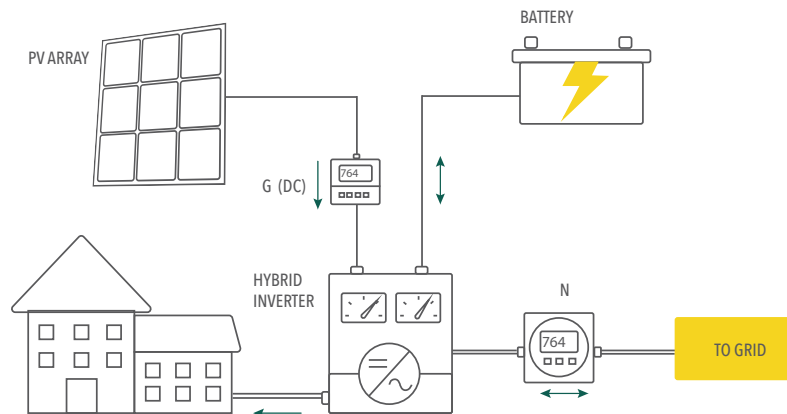 BATTERY
PV ARRAY
764
G (DC)
HYBRID
INVERTER
N
764
TO GRID